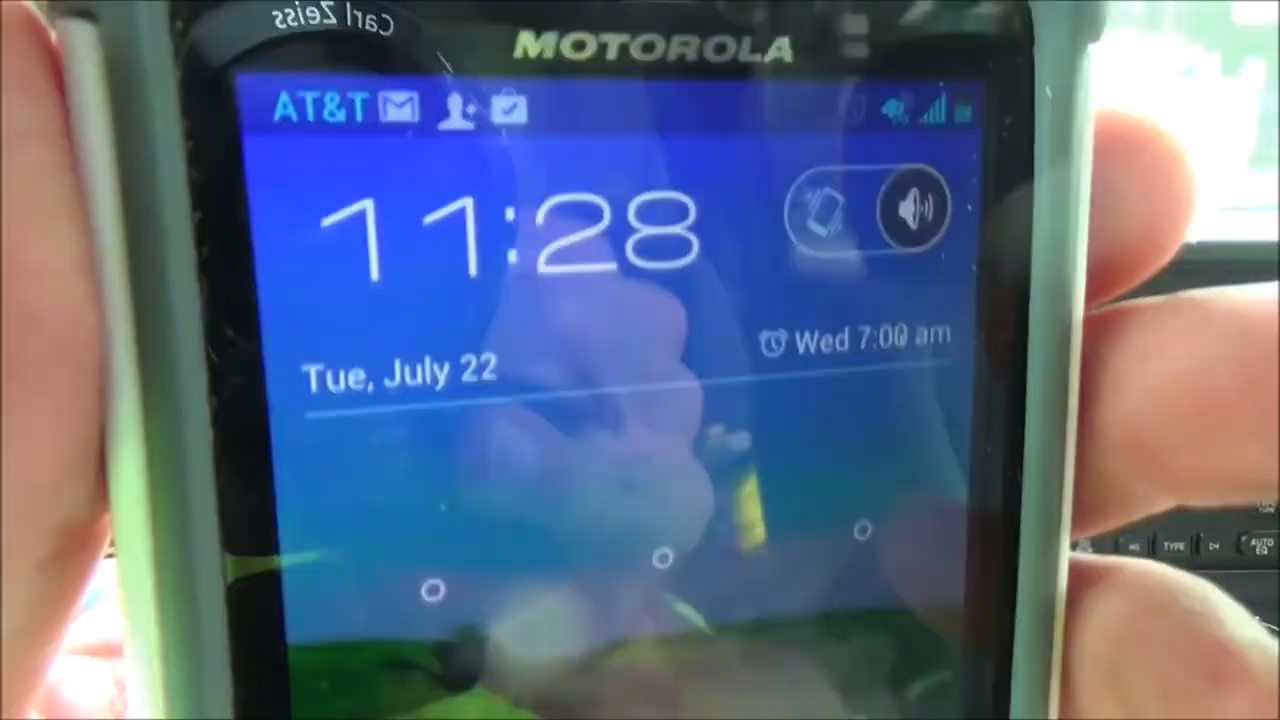 Carl Zeiss
MOTOROLA
AT&T
11:28
Wed 7:00 am
Tue, July 22
TYPE
AUTO EQ